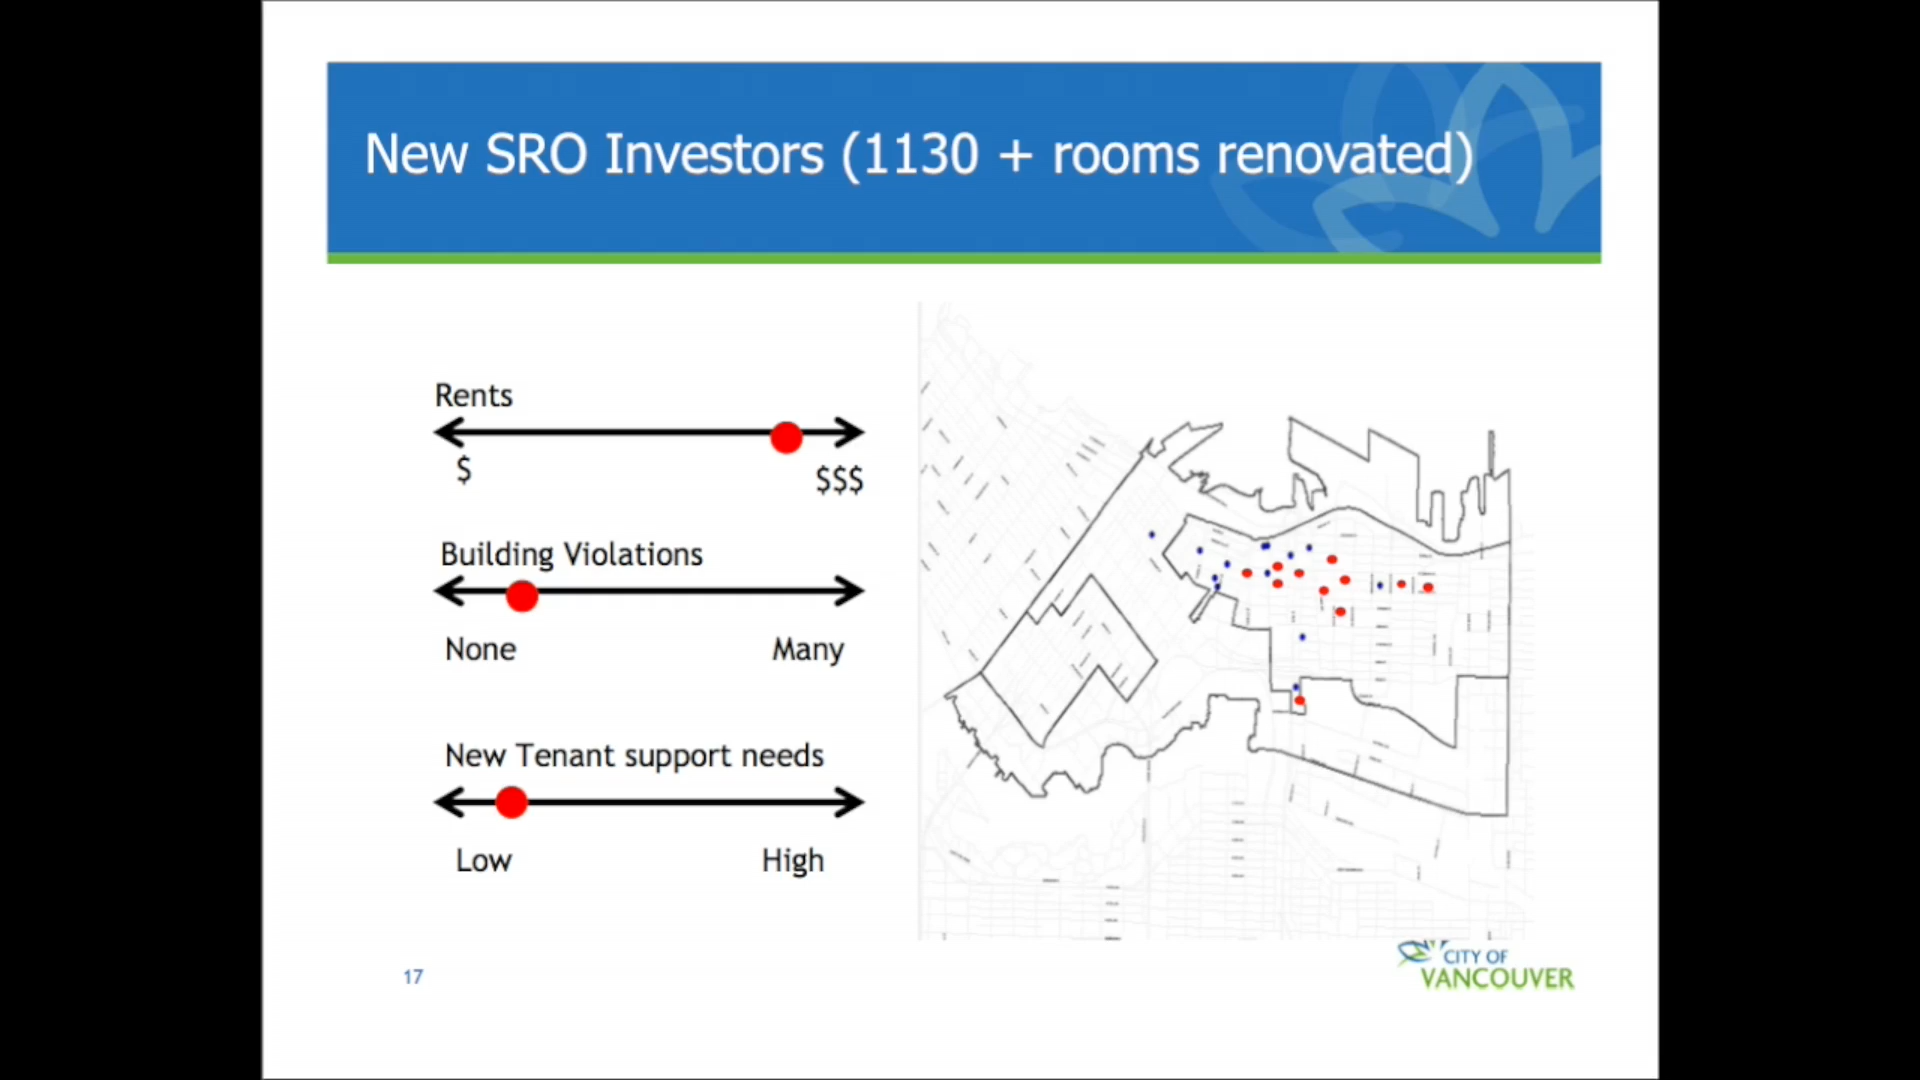 New SRO Investors (1130 + rooms renovated)
Rents
$
$$$
Building Violations
None
Many
New Tenant support needs
Low
High
17
CITY OF
VANCOUVER